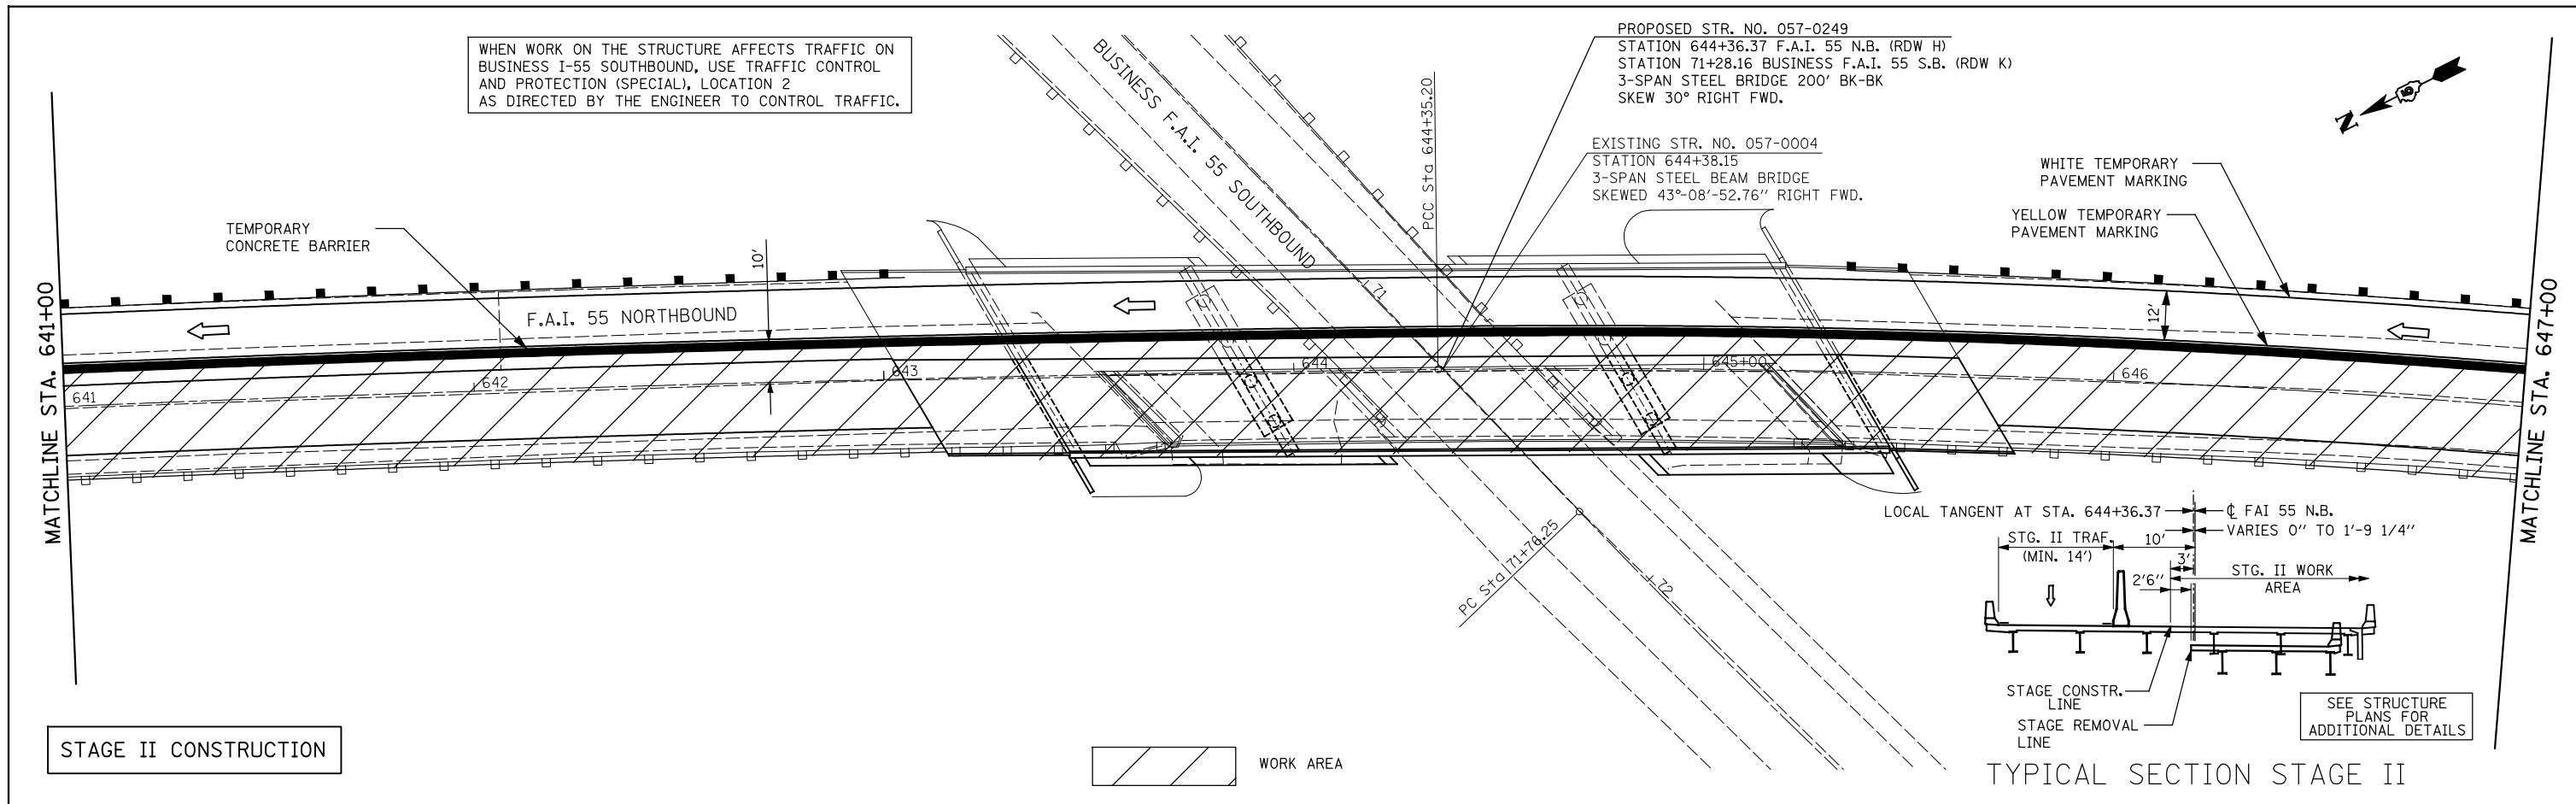 WHEN WORK ON THE STRUCTURE AFFECTS TRAFFIC ON
BUSINESS I-55 SOUTHBOUND, USE TRAFFIC CONTROL
AND PROTECTION (SPECIAL), LOCATION 2
AS DIRECTED BY THE ENGINEER TO CONTROL TRAFFIC.
BUSINESS F.A.I. 55 SOUTHBOUND
PROPOSED STR. NO. 057-0249
STATION 644+36.37 F.A.I. 55 N.B. (RDW H)
STATION 71+28.16 BUSINESS F.A.I. 55 S.B. (RDW K)
3-SPAN STEEL BRIDGE 200' BK-BK
SKEW 30° RIGHT FWD.
PCC Sta 644+35.20
EXISTING STR. NO. 057-0004
STATION 644+38.15
3-SPAN STEEL BEAM BRIDGE
SKEWED 43°-08'-52.76" RIGHT FWD.
N
WHITE TEMPORARY
PAVEMENT MARKING
YELLOW TEMPORARY
PAVEMENT MARKING
TEMPORARY
CONCRETE BARRIER
10'
12'
MATCHLINE STA. 641+00
MATCHLINE STA. 647+00
F.A.I. 55 NORTHBOUND
641
642
643
644
645+00
646
71
72
PC Sta 71+76.25
LOCAL TANGENT AT STA. 644+36.37
℄ FAI 55 N.B.
VARIES 0" TO 1'-9 1/4"
STG. II TRAF.
(MIN. 14')
10'
3'
2'6"
STG. II WORK
AREA
STAGE CONSTR.
LINE
STAGE REMOVAL
LINE
SEE STRUCTURE
PLANS FOR
ADDITIONAL DETAILS
STAGE II CONSTRUCTION
WORK AREA
TYPICAL SECTION STAGE II